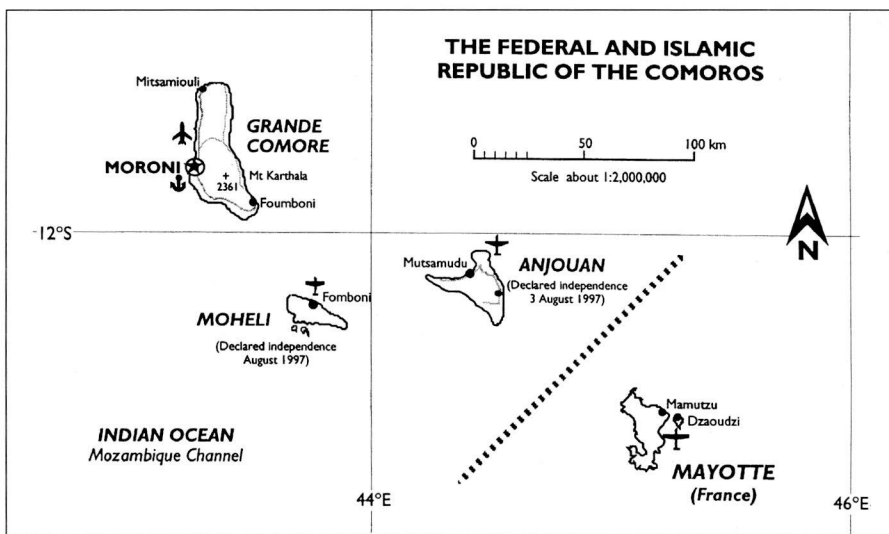 THE FEDERAL AND ISLAMIC
REPUBLIC OF THE COMOROS
0 50 100 km
Scale about 1:2,000,000
Mitsamiouli
GRANDE
COMORE
MORONI
Mt Karthala
+
2361
Foumboni
12°S
N
Mutsamudu
ANJOUAN
(Declared independence
3 August 1997)
Fomboni
MOHELI
(Declared independence
August 1997)
Mamutzu
Dzaoudzi
INDIAN OCEAN
Mozambique Channel
MAYOTTE
(France)
44°E
46°E